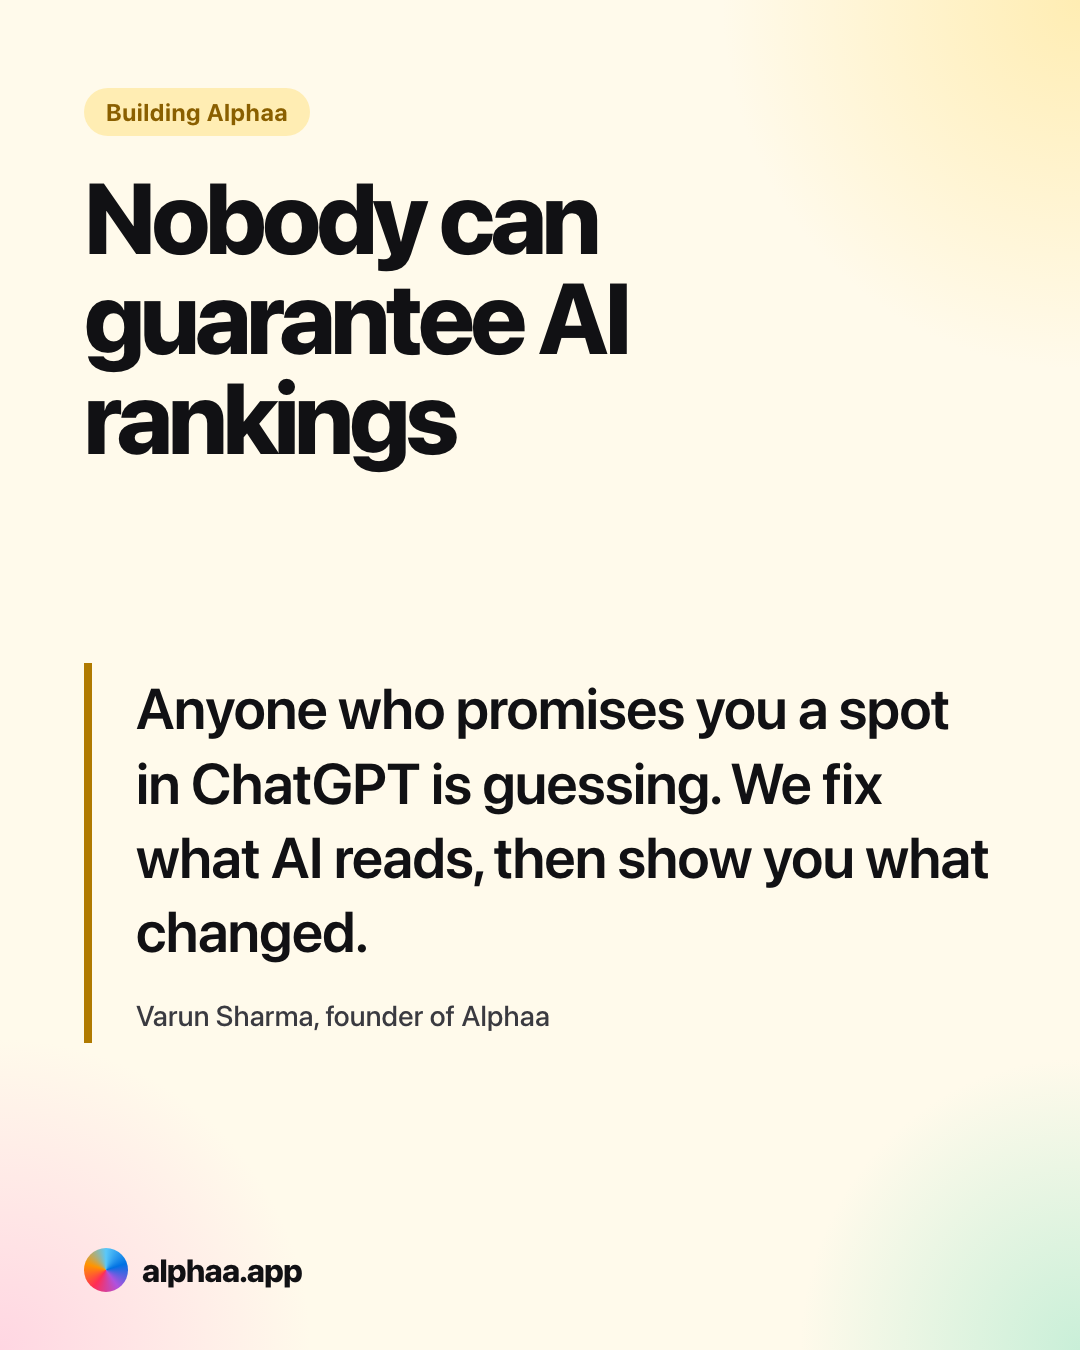 Building Alphaa
Nobody can
guarantee AI
rankings
Anyone who promises you a spot
in ChatGPT is guessing. We fix
what AI reads, then show you what
changed.
Varun Sharma, founder of Alphaa
alphaa.app